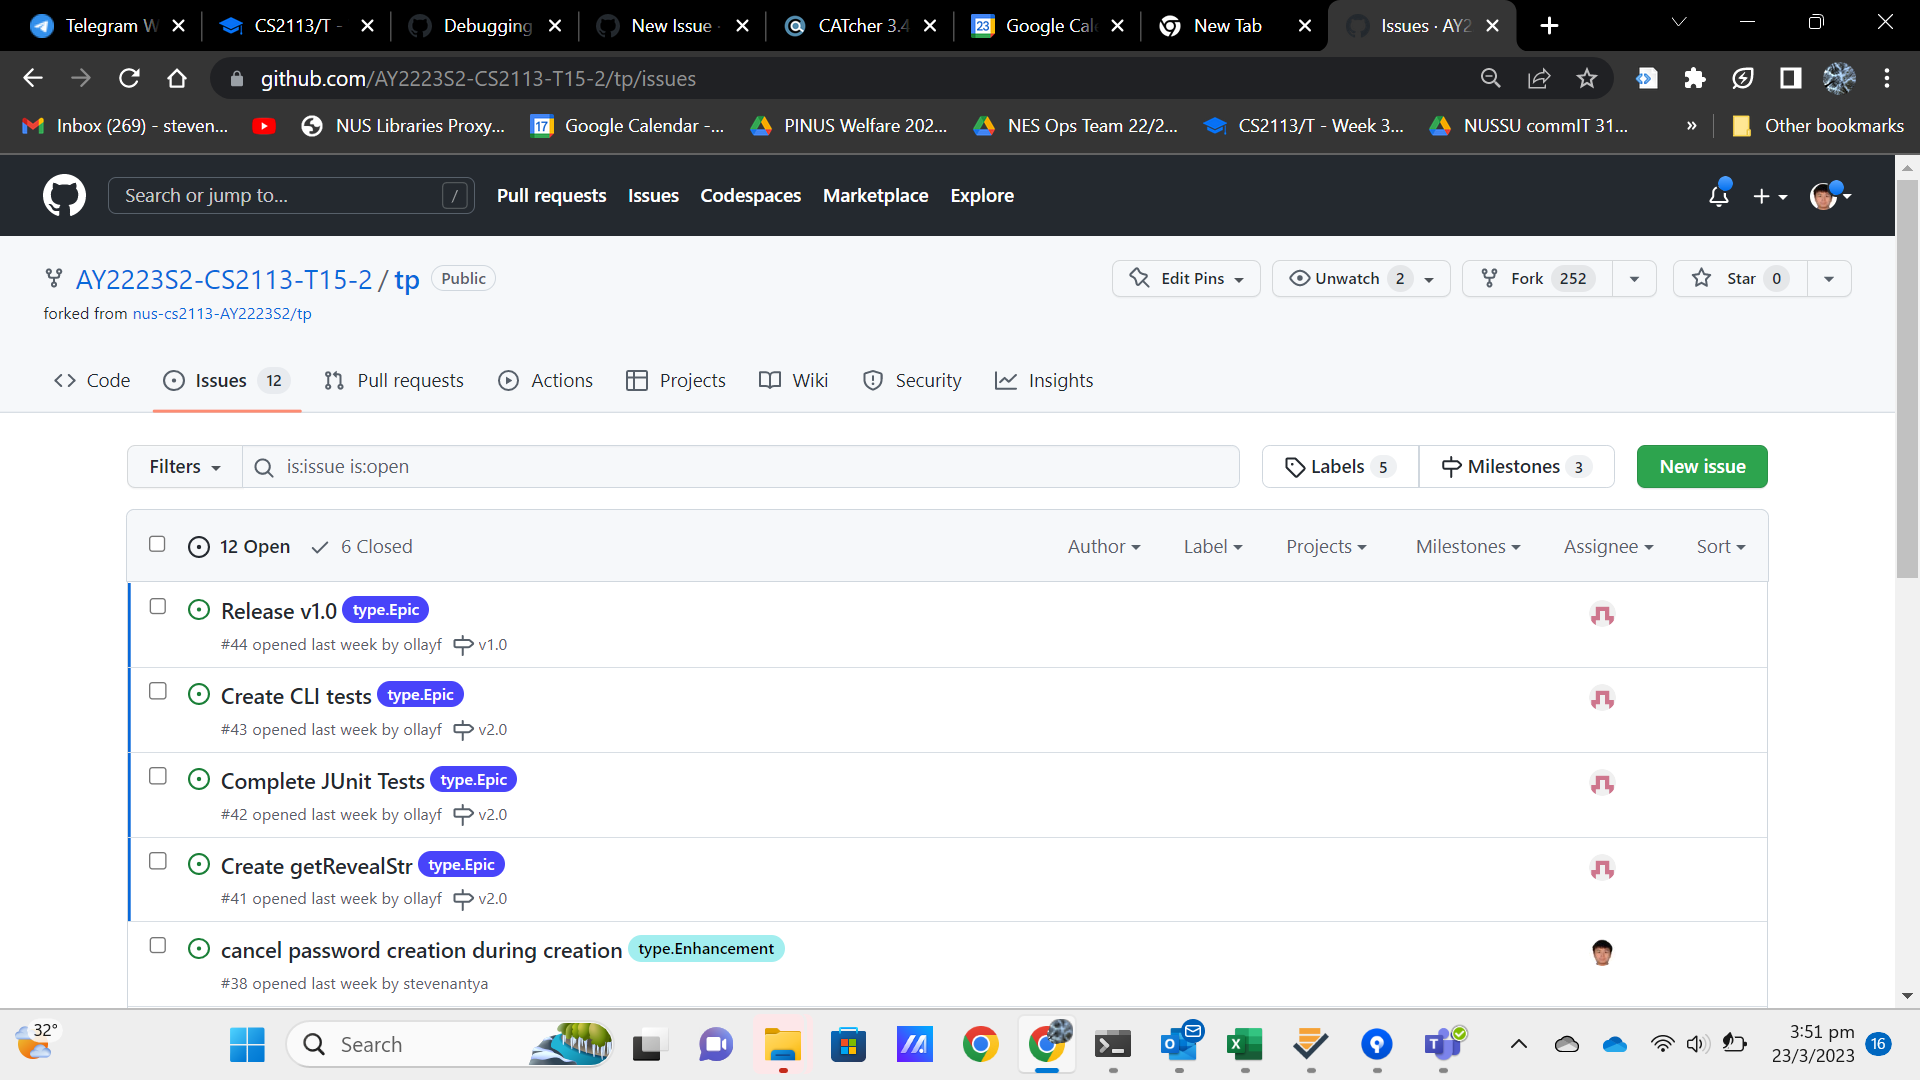 Telegram W
CS2113/T -
Debugging
New Issue ·
CATcher 3.4
Google Cal
New Tab
Issues · AY2
github.com/AY2223S2-CS2113-T15-2/tp/issues
Inbox (269) - steven...
NUS Libraries Proxy...
17
Google Calendar -...
PINUS Welfare 202...
NES Ops Team 22/2...
CS2113/T - Week 3...
NUSSU commIT 31...
»
Other bookmarks
Search or jump to...
/
Pull requests
Issues
Codespaces
Marketplace
Explore
AY2223S2-CS2113-T15-2 / tp
Public
Edit Pins
Unwatch 2
Fork 252
Star 0
forked from nus-cs2113-AY2223S2/tp
Code
Issues 12
Pull requests
Actions
Projects
Wiki
Security
Insights
Filters
is:issue is:open
Labels 5
Milestones 3
New issue
12 Open
6 Closed
Author
Label
Projects
Milestones
Assignee
Sort
Release v1.0 type.Epic
#44 opened last week by ollayf v1.0
Create CLI tests type.Epic
#43 opened last week by ollayf v2.0
Complete JUnit Tests type.Epic
#42 opened last week by ollayf v2.0
Create getRevealStr type.Epic
#41 opened last week by ollayf v2.0
cancel password creation during creation type.Enhancement
#38 opened last week by stevenantya
32°
Search
3:51 pm
23/3/2023
16